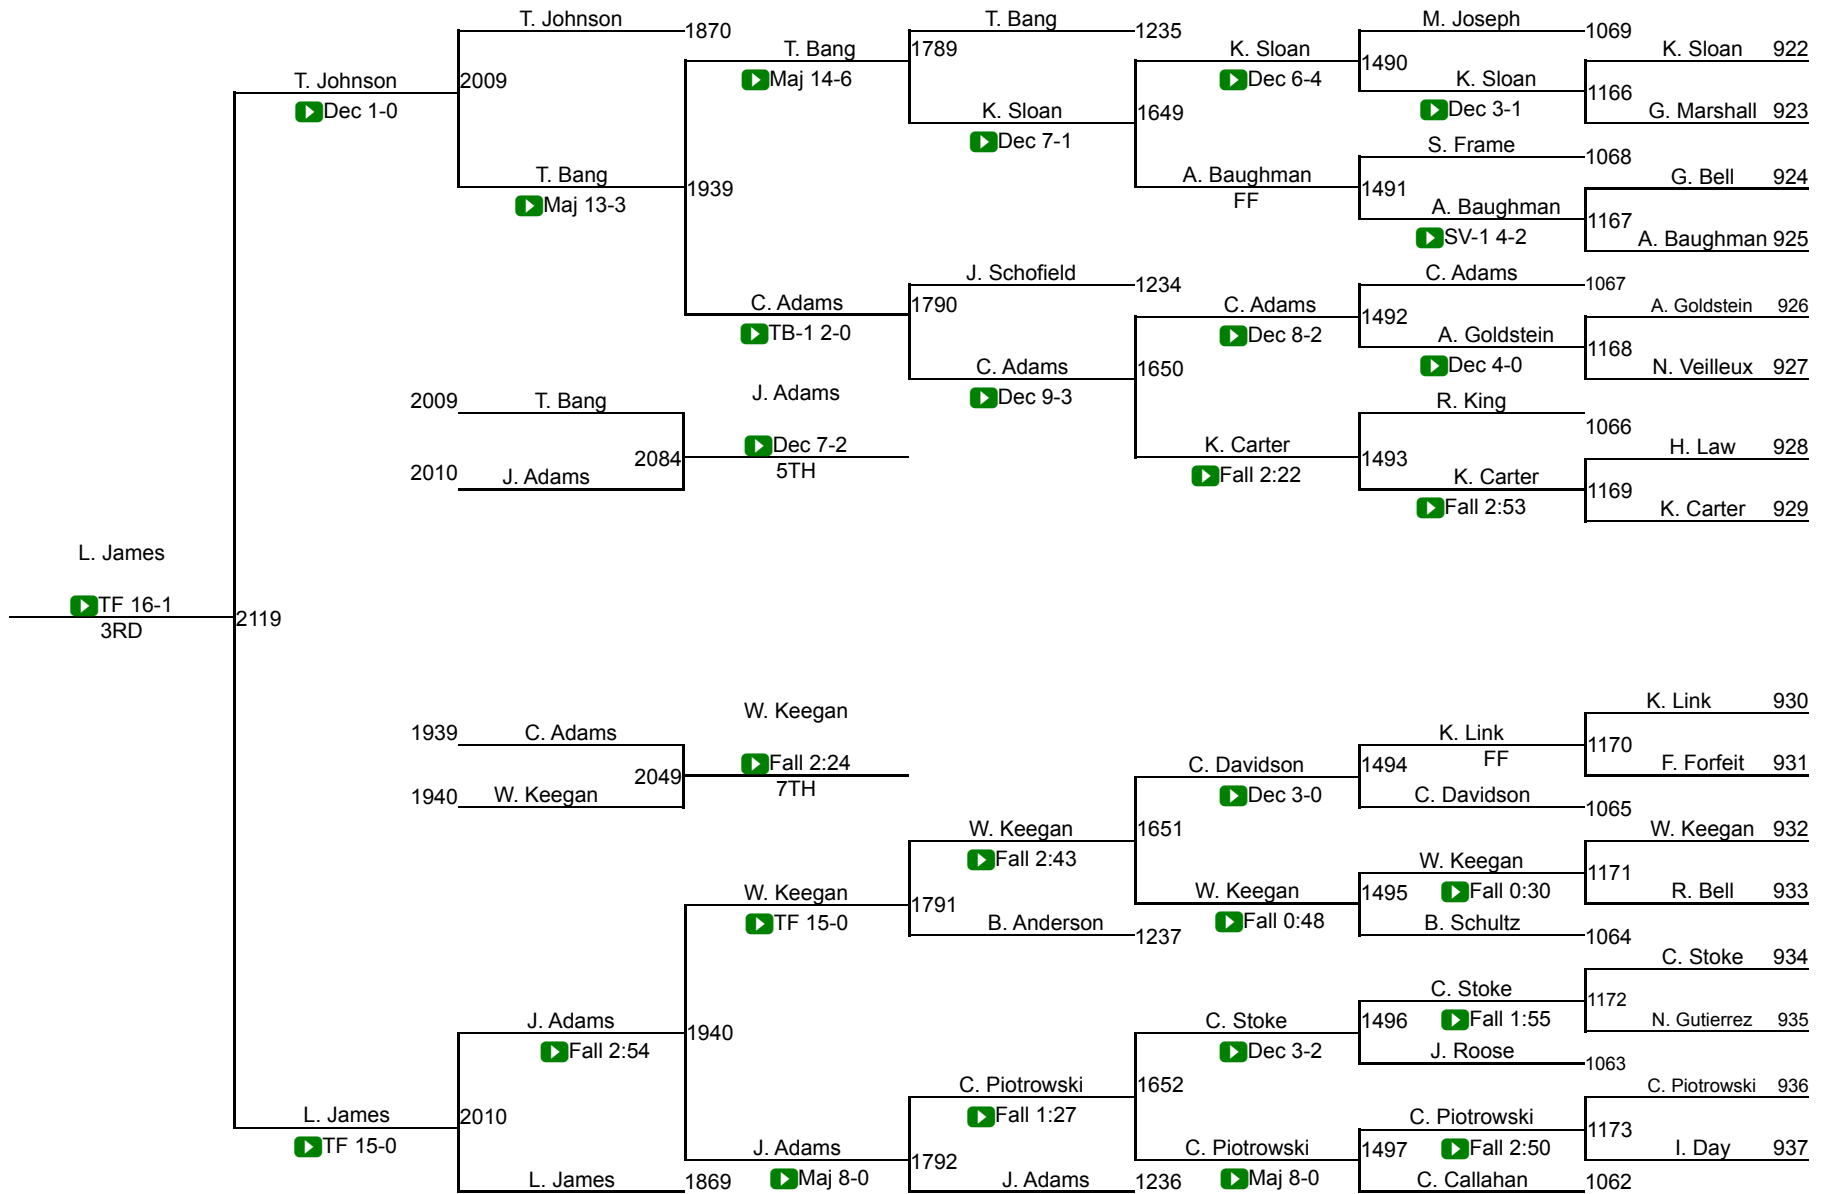 T. Johnson
T. Bang
M. Joseph
1870
1235
1069
T. Bang
1789
K. Sloan
1490
K. Sloan 922
T. Johnson
2009
Maj 14-6
Dec 6-4
K. Sloan
1166
Dec 1-0
K. Sloan
1649
Dec 3-1
G. Marshall 923
Dec 7-1
S. Frame
1068
T. Bang
1939
A. Baughman
1491
G. Bell 924
Maj 13-3
FF
A. Baughman
1167
SV-1 4-2
A. Baughman 925
J. Schofield
C. Adams
1234
1067
C. Adams
1790
C. Adams
1492
A. Goldstein 926
TB-1 2-0
Dec 8-2
A. Goldstein
1168
C. Adams
1650
Dec 4-0
N. Veilleux 927
J. Adams
Dec 9-3
2009
T. Bang
R. King
1066
Dec 7-2
K. Carter
1493
H. Law 928
2084
5TH
2010
J. Adams
Fall 2:22
K. Carter
1169
Fall 2:53
K. Carter 929
L. James
TF 16-1
2119
3RD
K. Link 930
W. Keegan
1939
C. Adams
K. Link
1170
Fall 2:24
C. Davidson
1494
FF
F. Forfeit 931
2049
7TH
1940
W. Keegan
Dec 3-0
C. Davidson
1065
W. Keegan
1651
W. Keegan 932
Fall 2:43
W. Keegan
1171
W. Keegan
1791
W. Keegan
1495
Fall 0:30
R. Bell 933
TF 15-0
B. Anderson
Fall 0:48
B. Schultz
1237
1064
C. Stoke 934
C. Stoke
1172
J. Adams
1940
C. Stoke
1496
Fall 1:55
N. Gutierrez 935
Fall 2:54
Dec 3-2
J. Roose
1063
C. Piotrowski
1652
C. Piotrowski 936
L. James
2010
Fall 1:27
C. Piotrowski
1173
TF 15-0
J. Adams
1792
C. Piotrowski
1497
Fall 2:50
I. Day 937
L. James
1869
Maj 8-0
J. Adams
1236
Maj 8-0
C. Callahan
1062